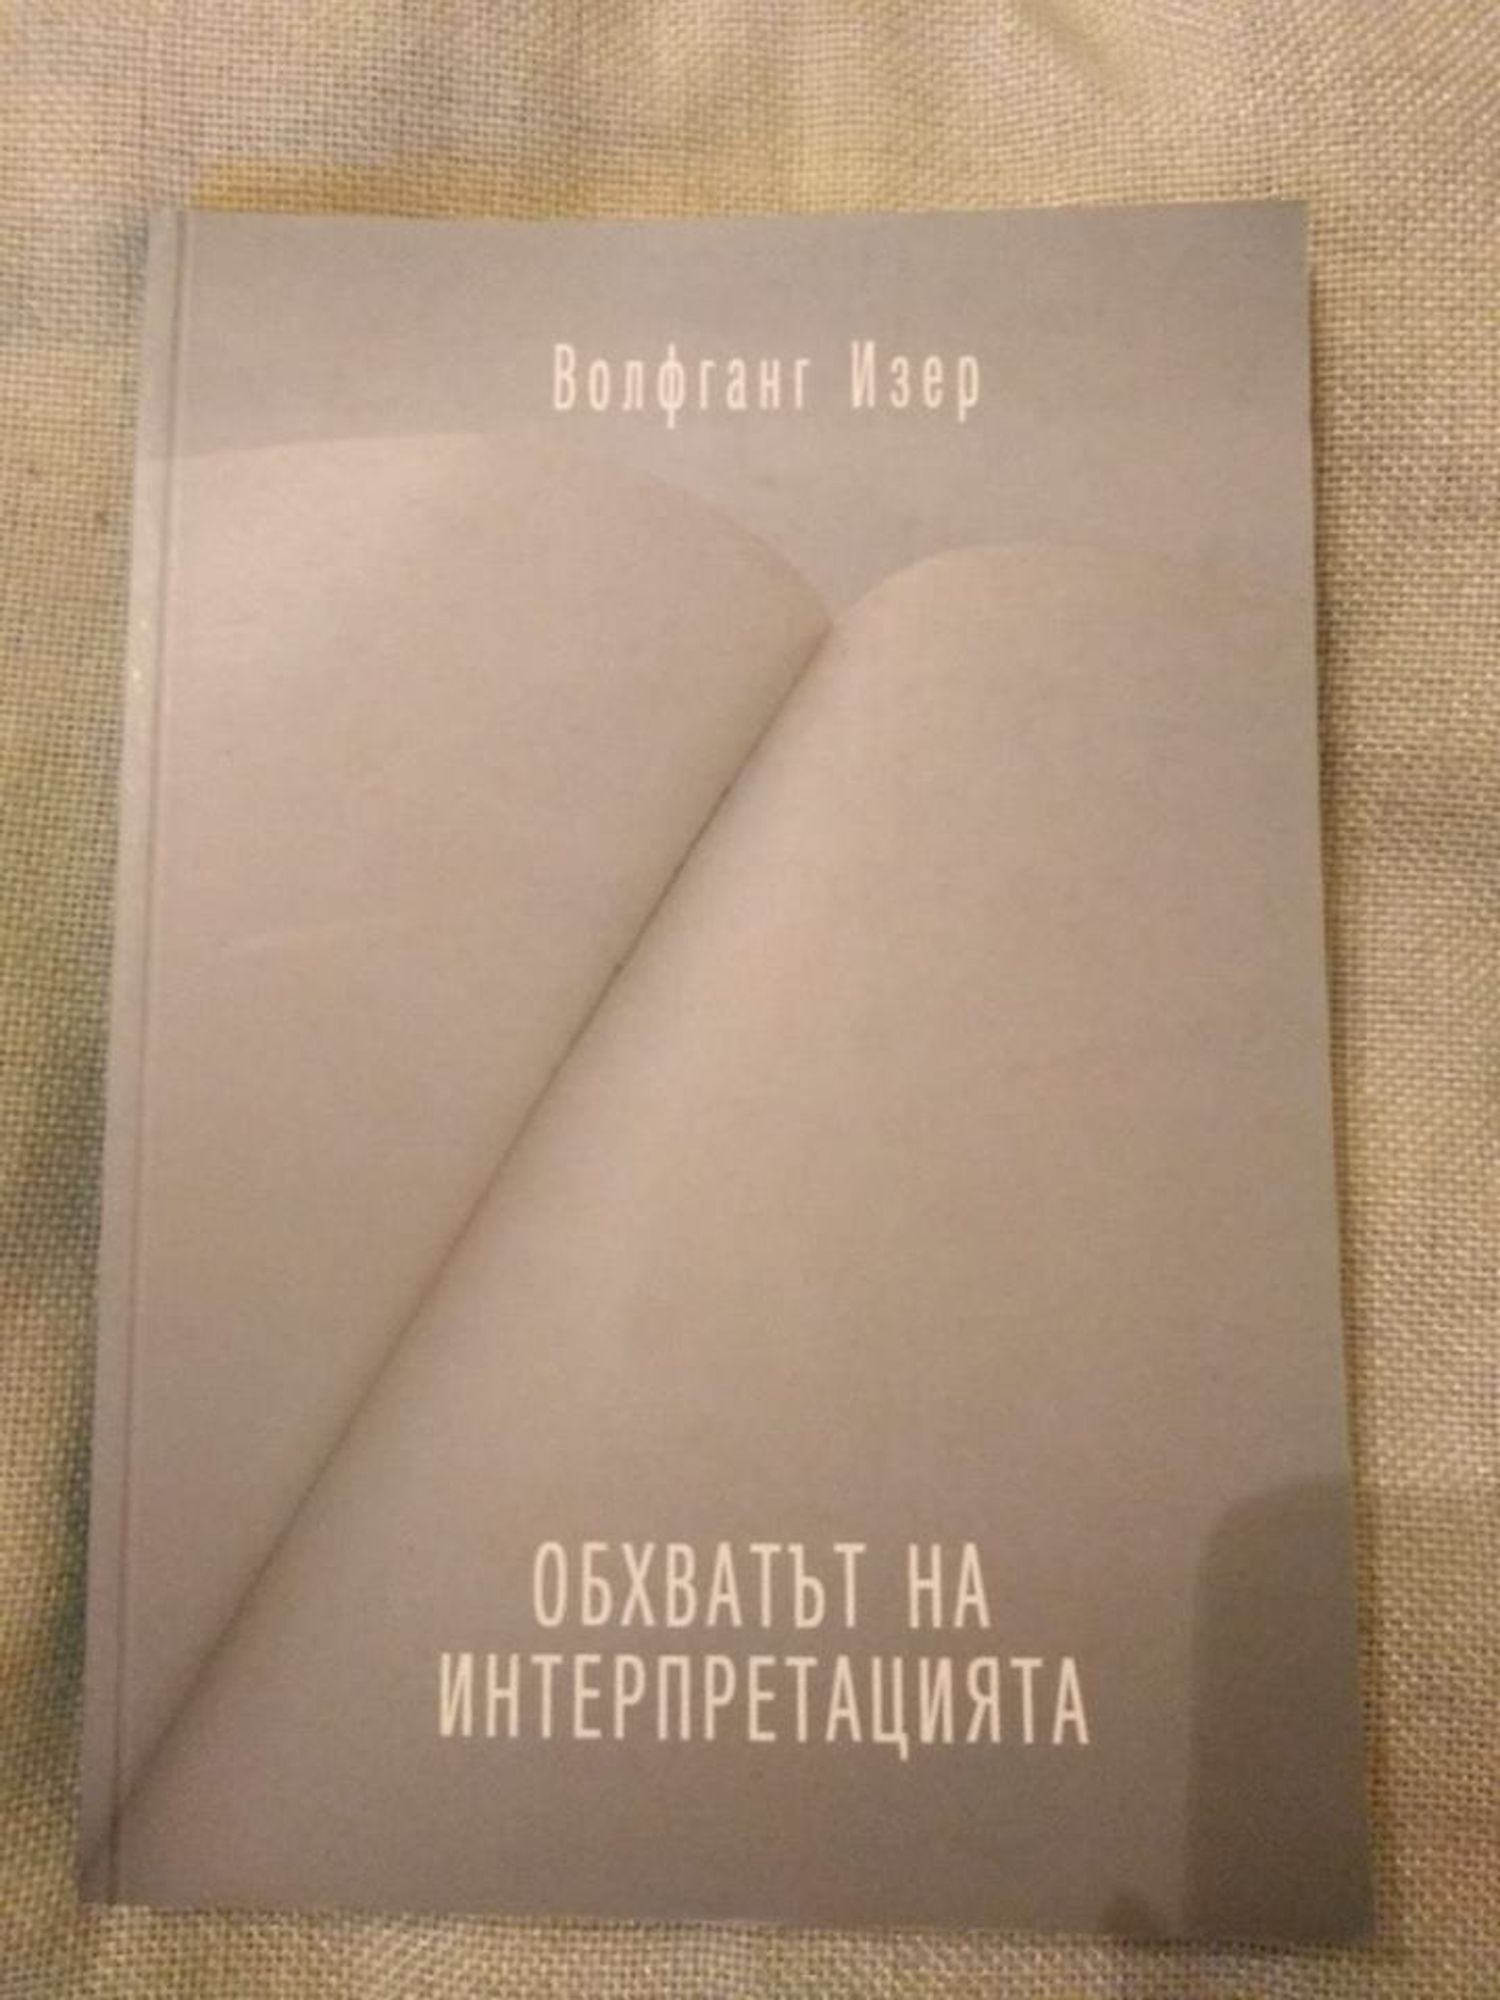 Волфганг Изер
ОБХВАТЪТ НА
ИНТЕРПРЕТАЦИЯТА